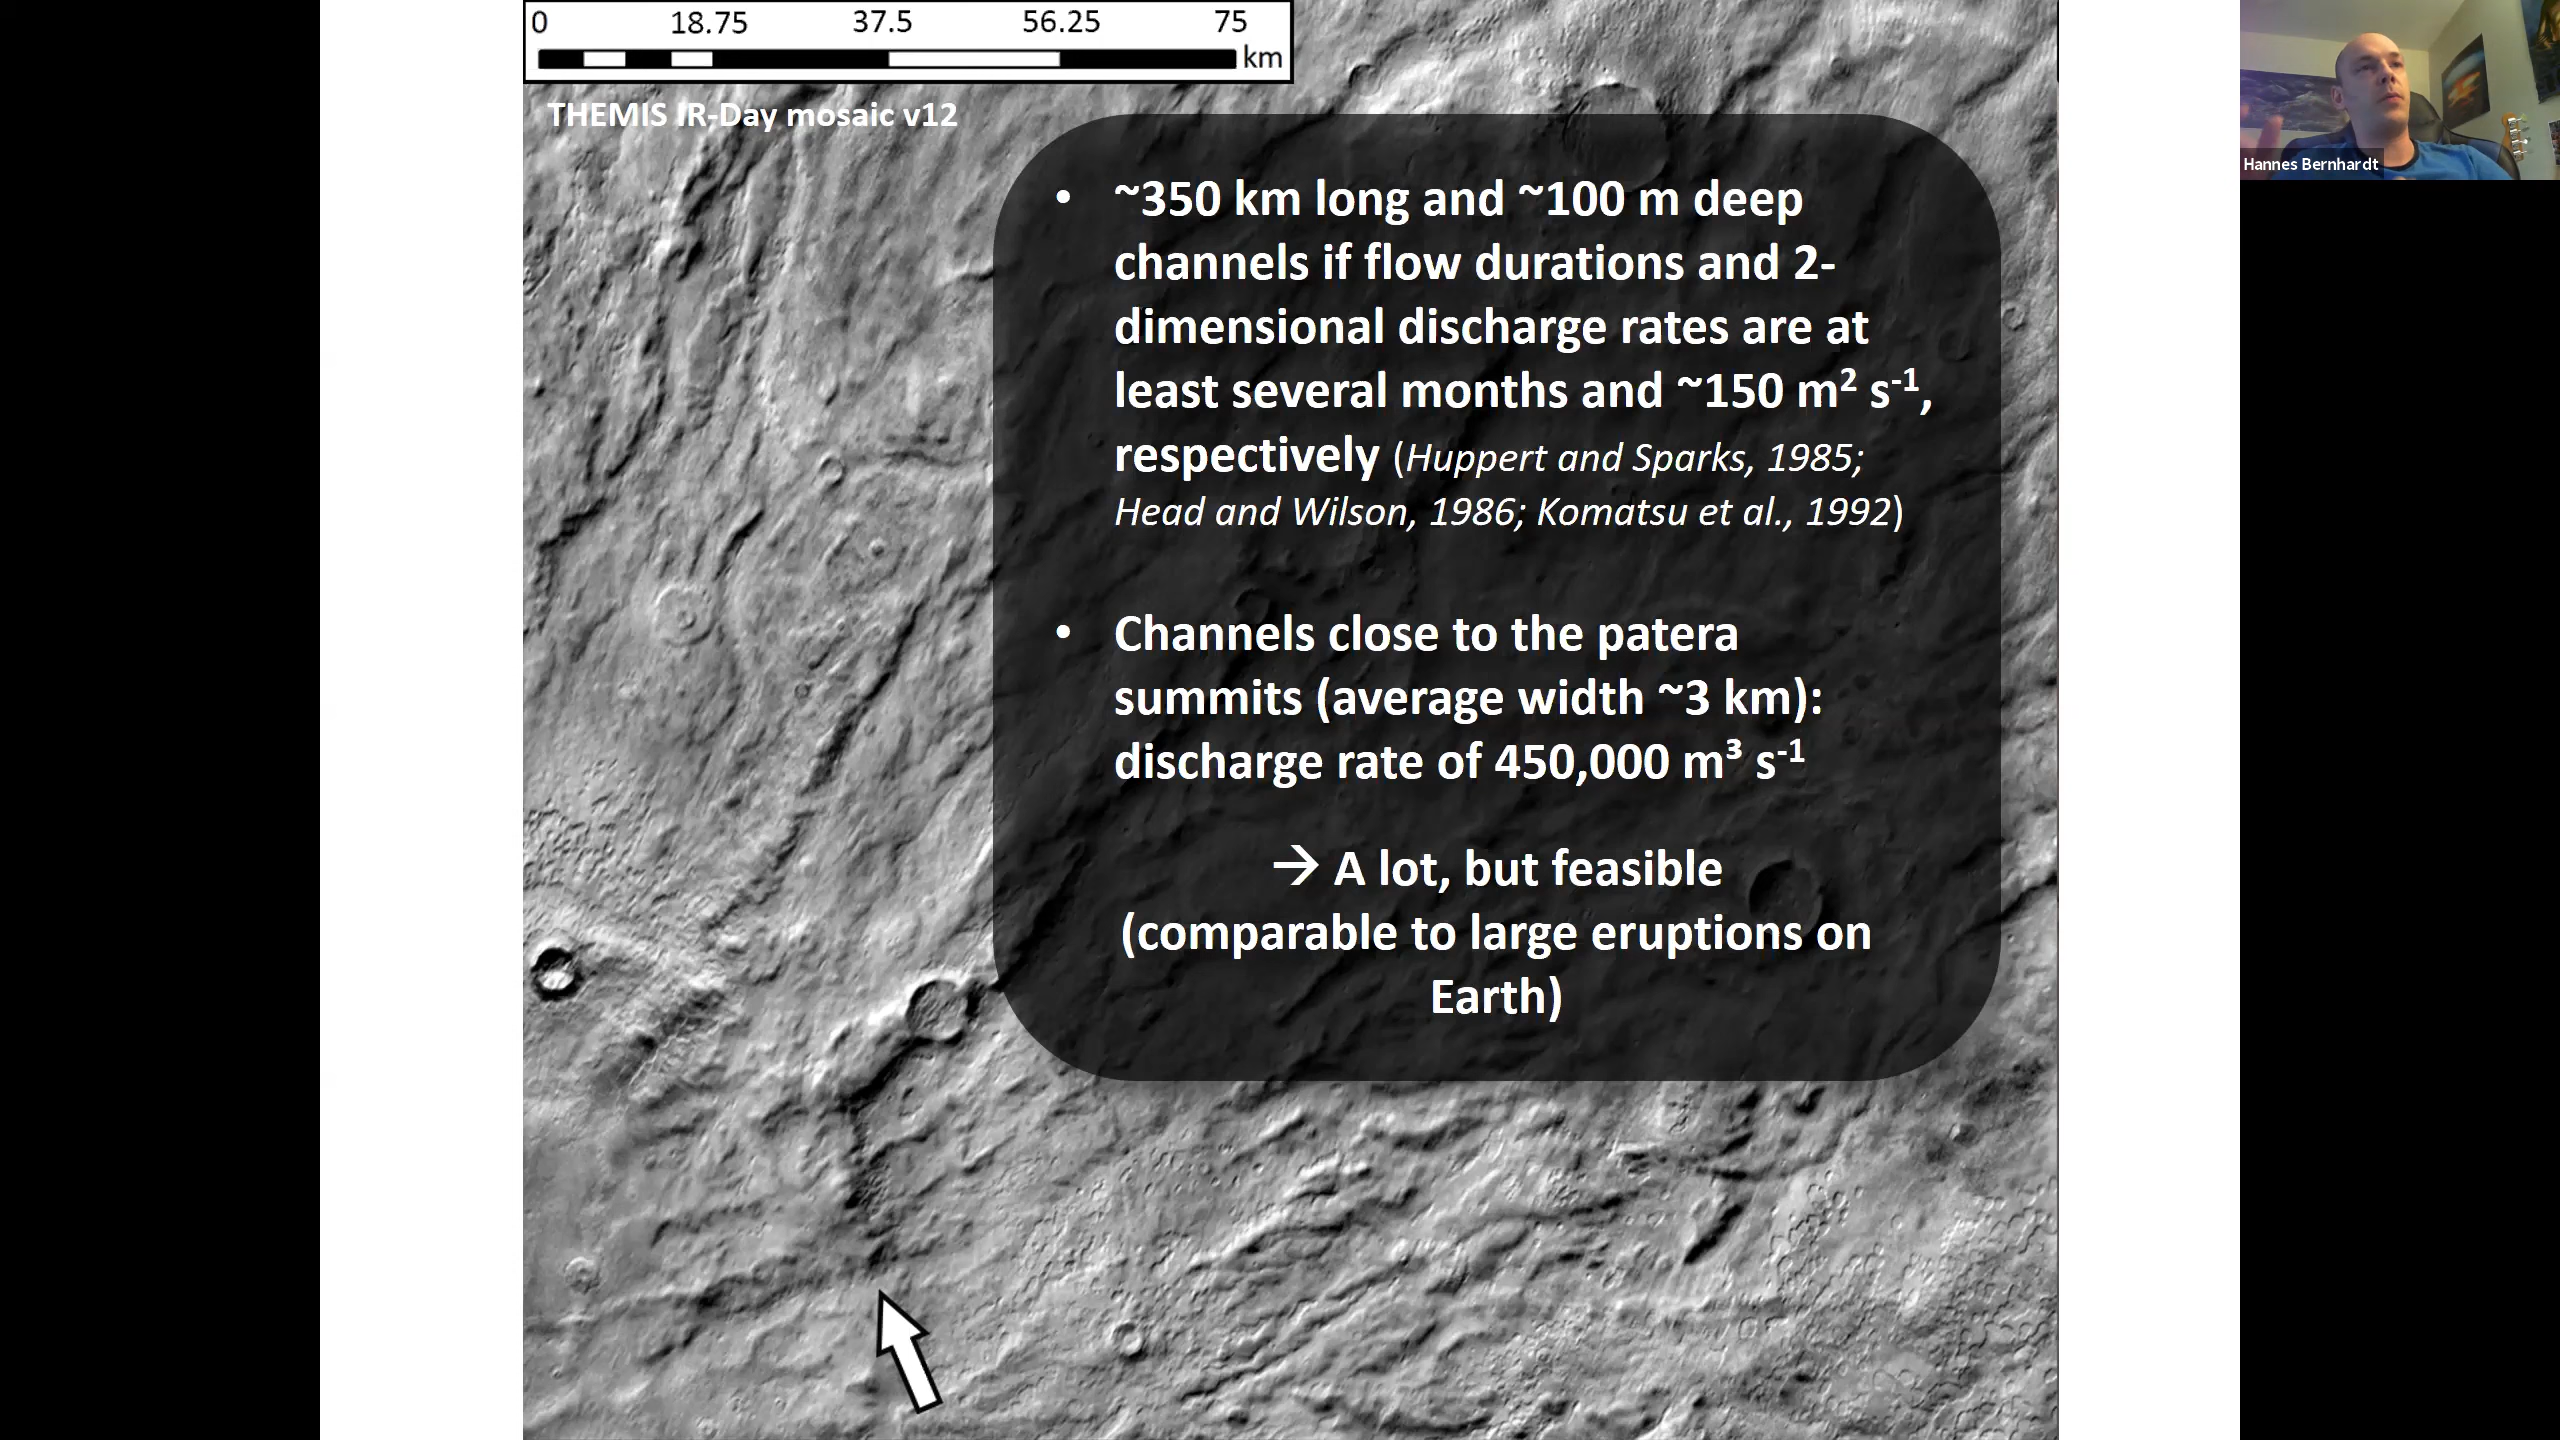 0 18.75 37.5 56.25 75
km
THEMIS IR-Day mosaic v12
• ~350 km long and ~100 m deep
channels if flow durations and 2-
dimensional discharge rates are at
least several months and ~150 m² s⁻¹,
respectively (Huppert and Sparks, 1985;
Head and Wilson, 1986; Komatsu et al., 1992)
• Channels close to the patera
summits (average width ~3 km):
discharge rate of 450,000 m³ s⁻¹
→ A lot, but feasible
(comparable to large eruptions on
Earth)
Hannes Bernhardt